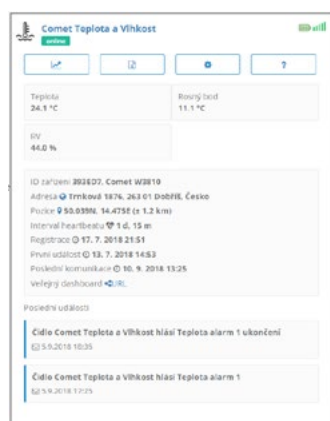 Comet Teplota a Vlhkost
online
?
Teplota
24.1 °C
Rosný bod
11.1 °C
RV
44.0 %
ID zařízení 3936D7, Comet W3810
Adresa Trnková 1876, 263 01 Dobříš, Česko
Pozice 50.039N, 14.475E (± 1.2 km)
Interval heartbeatu 1 d, 15 m
Registrace 17. 7. 2018 21:51
První událost 13. 7. 2018 14:53
Poslední komunikace 10. 9. 2018 13:25
Veřejný dashboard URL
Poslední události
Čidlo Comet Teplota a Vlhkost hlásí Teplota alarm 1 ukončení
5.9.2018 18:35
Čidlo Comet Teplota a Vlhkost hlásí Teplota alarm 1
5.9.2018 17:25